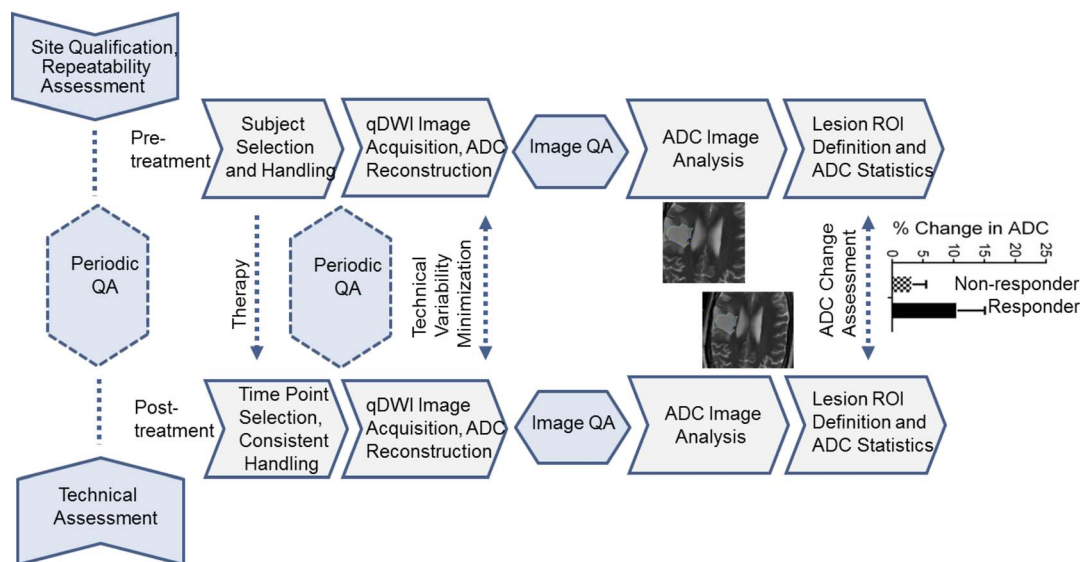 Site Qualification,
Repeatability
Assessment
Pre-
treatment
Subject
Selection
and Handling
qDWI Image
Acquisition, ADC
Reconstruction
Image QA
ADC Image
Analysis
Lesion ROI
Definition and
ADC Statistics
Periodic
QA
Therapy
Periodic
QA
Technical
Variability
Minimization
ADC Change
Assessment
% Change in ADC
0 5 10 15 20 25
Non-responder
Responder
Post-
treatment
Time Point
Selection,
Consistent
Handling
qDWI Image
Acquisition, ADC
Reconstruction
Image QA
ADC Image
Analysis
Lesion ROI
Definition and
ADC Statistics
Technical
Assessment